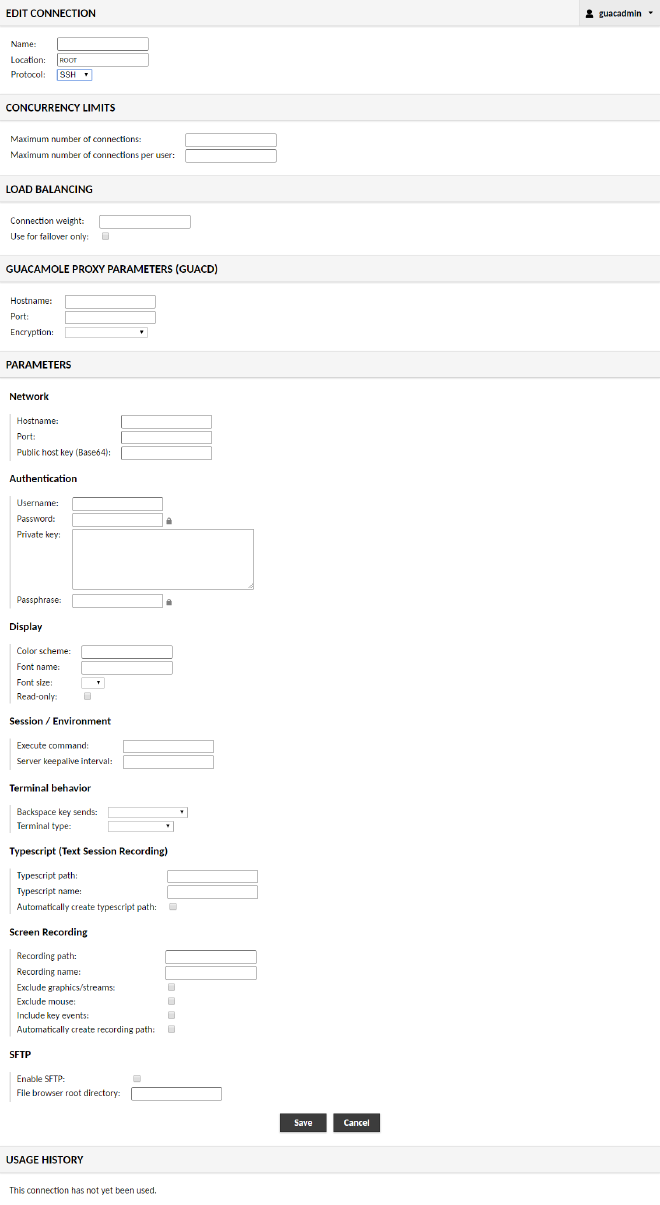 EDIT CONNECTION
guacadmin
Name:
Location: ROOT
Protocol: SSH
CONCURRENCY LIMITS
Maximum number of connections:
Maximum number of connections per user:
LOAD BALANCING
Connection weight:
Use for failover only:
GUACAMOLE PROXY PARAMETERS (GUACD)
Hostname:
Port:
Encryption:
PARAMETERS
Network
Hostname:
Port:
Public host key (Base64):
Authentication
Username:
Password:
Private key:
Passphrase:
Display
Color scheme:
Font name:
Font size:
Read-only:
Session / Environment
Execute command:
Server keepalive interval:
Terminal behavior
Backspace key sends:
Terminal type:
Typescript (Text Session Recording)
Typescript path:
Typescript name:
Automatically create typescript path:
Screen Recording
Recording path:
Recording name:
Exclude graphics/streams:
Exclude mouse:
Include key events:
Automatically create recording path:
SFTP
Enable SFTP:
File browser root directory:
Save Cancel
USAGE HISTORY
This connection has not yet been used.